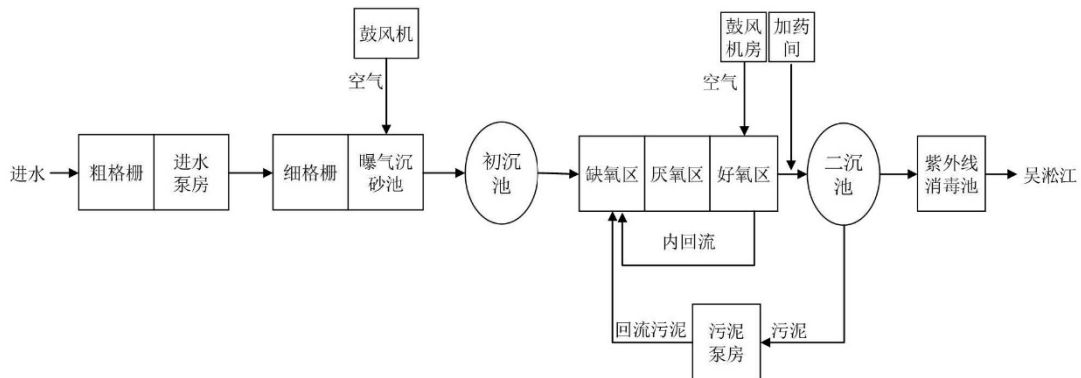 鼓风机
鼓风
机房
加药
间
空气
空气
进水
粗格栅
进水
泵房
细格栅
曝气沉
砂池
初沉
池
缺氧区
厌氧区
好氧区
二沉
池
紫外线
消毒池
吴淞江
内回流
回流污泥
污泥
泵房
污泥